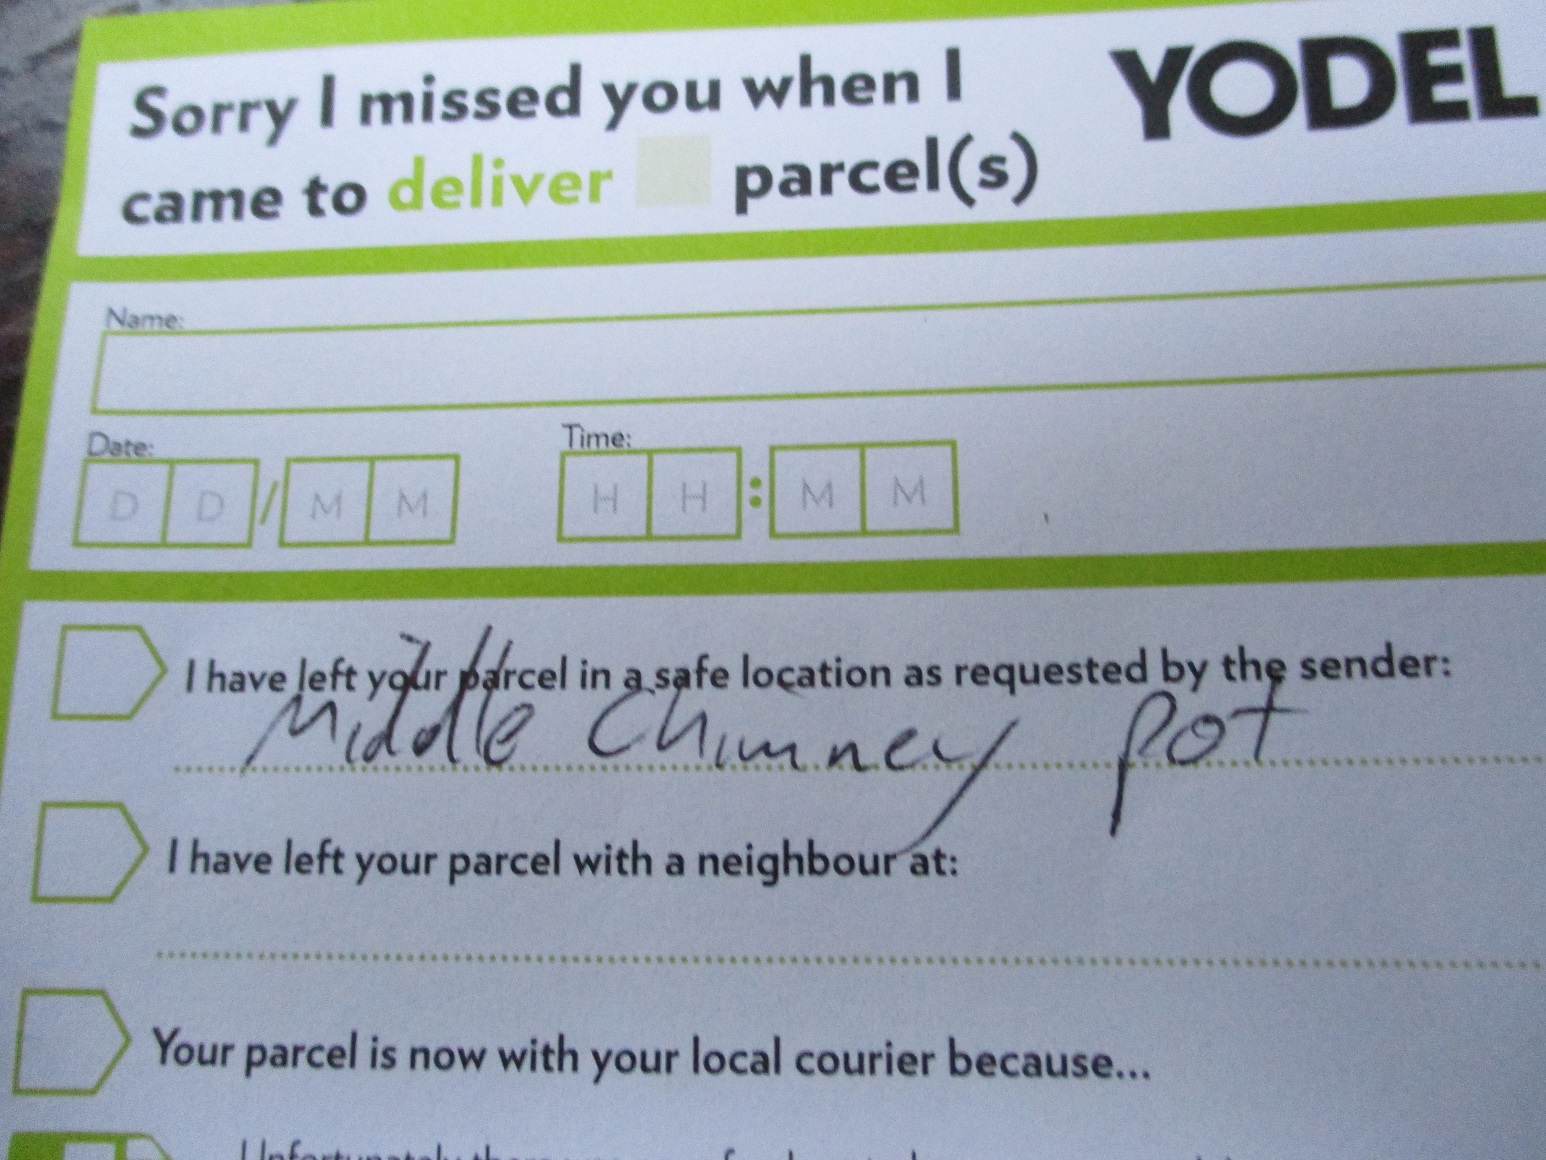 Sorry I missed you when I
came to deliver parcel(s)
YODEL
Name:
Date:
Time:
D D / M M
H H : M M
I have left your parcel in a safe location as requested by the sender:
Middle Chimney pot
I have left your parcel with a neighbour at:
Your parcel is now with your local courier because...
Unfortunately